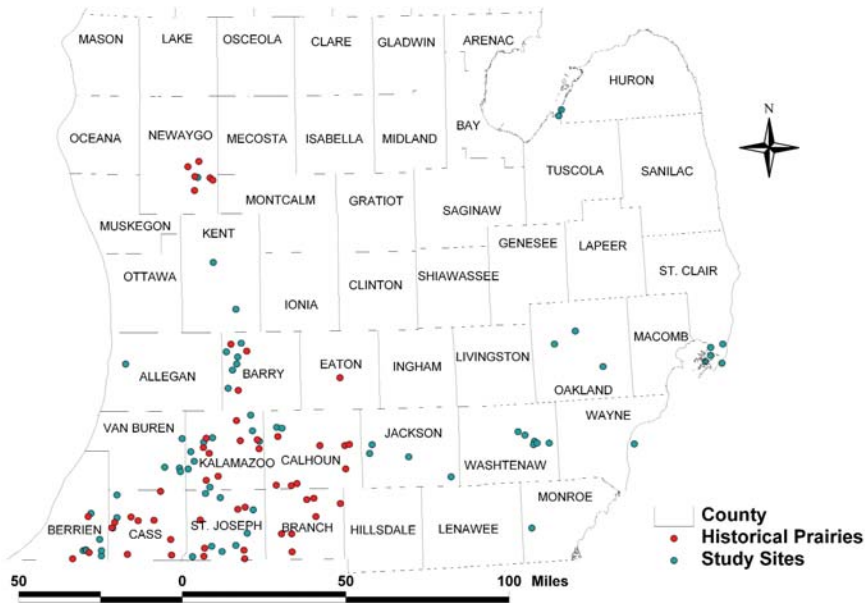 MASON LAKE OSCEOLA CLARE GLADWIN ARENAC
HURON
OCEANA NEWAYGO MECOSTA ISABELLA MIDLAND BAY
N
TUSCOLA SANILAC
MONTCALM GRATIOT SAGINAW
MUSKEGON KENT GENESEE LAPEER
OTTAWA IONIA CLINTON SHIAWASSEE ST. CLAIR
MACOMB
ALLEGAN BARRY EATON INGHAM LIVINGSTON OAKLAND
WAYNE
VAN BUREN KALAMAZOO CALHOUN JACKSON WASHTENAW
MONROE
BERRIEN CASS ST. JOSEPH BRANCH HILLSDALE LENAWEE
County
Historical Prairies
Study Sites
50 0 50 100 Miles